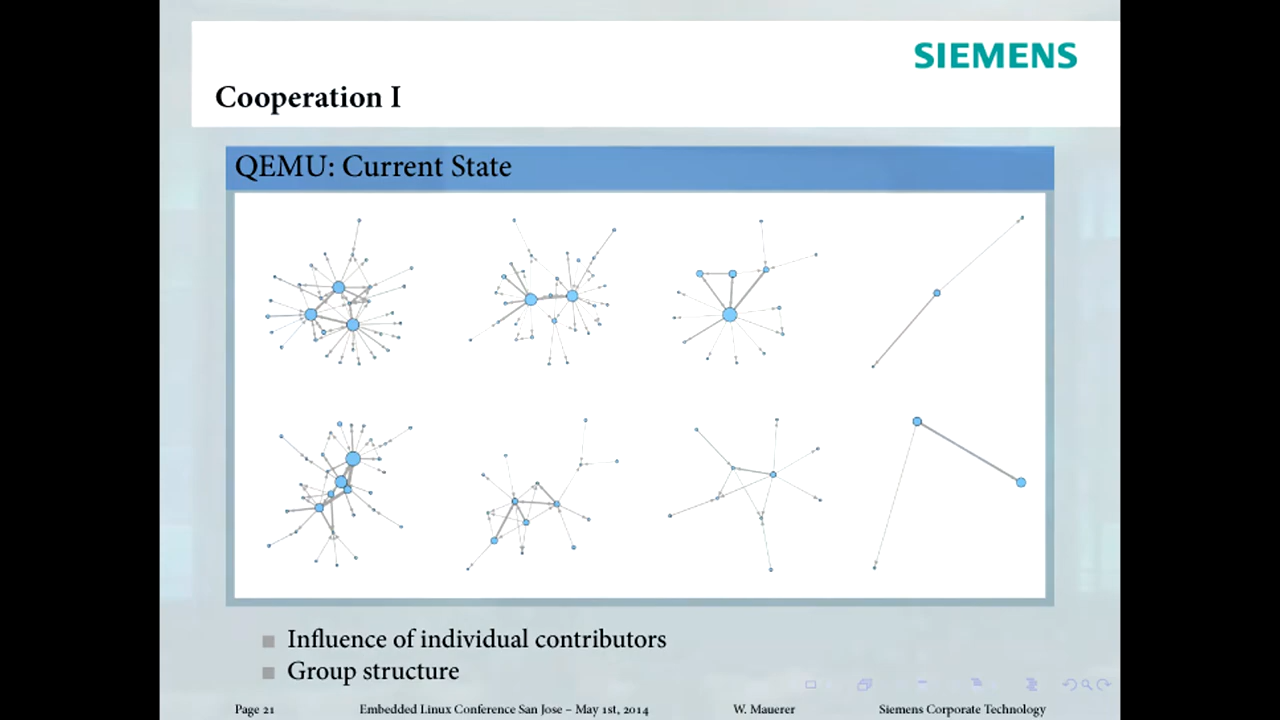 SIEMENS
Cooperation I
QEMU: Current State
Influence of individual contributors
Group structure
Page 21 Embedded Linux Conference San Jose – May 1st, 2014 W. Mauerer Siemens Corporate Technology